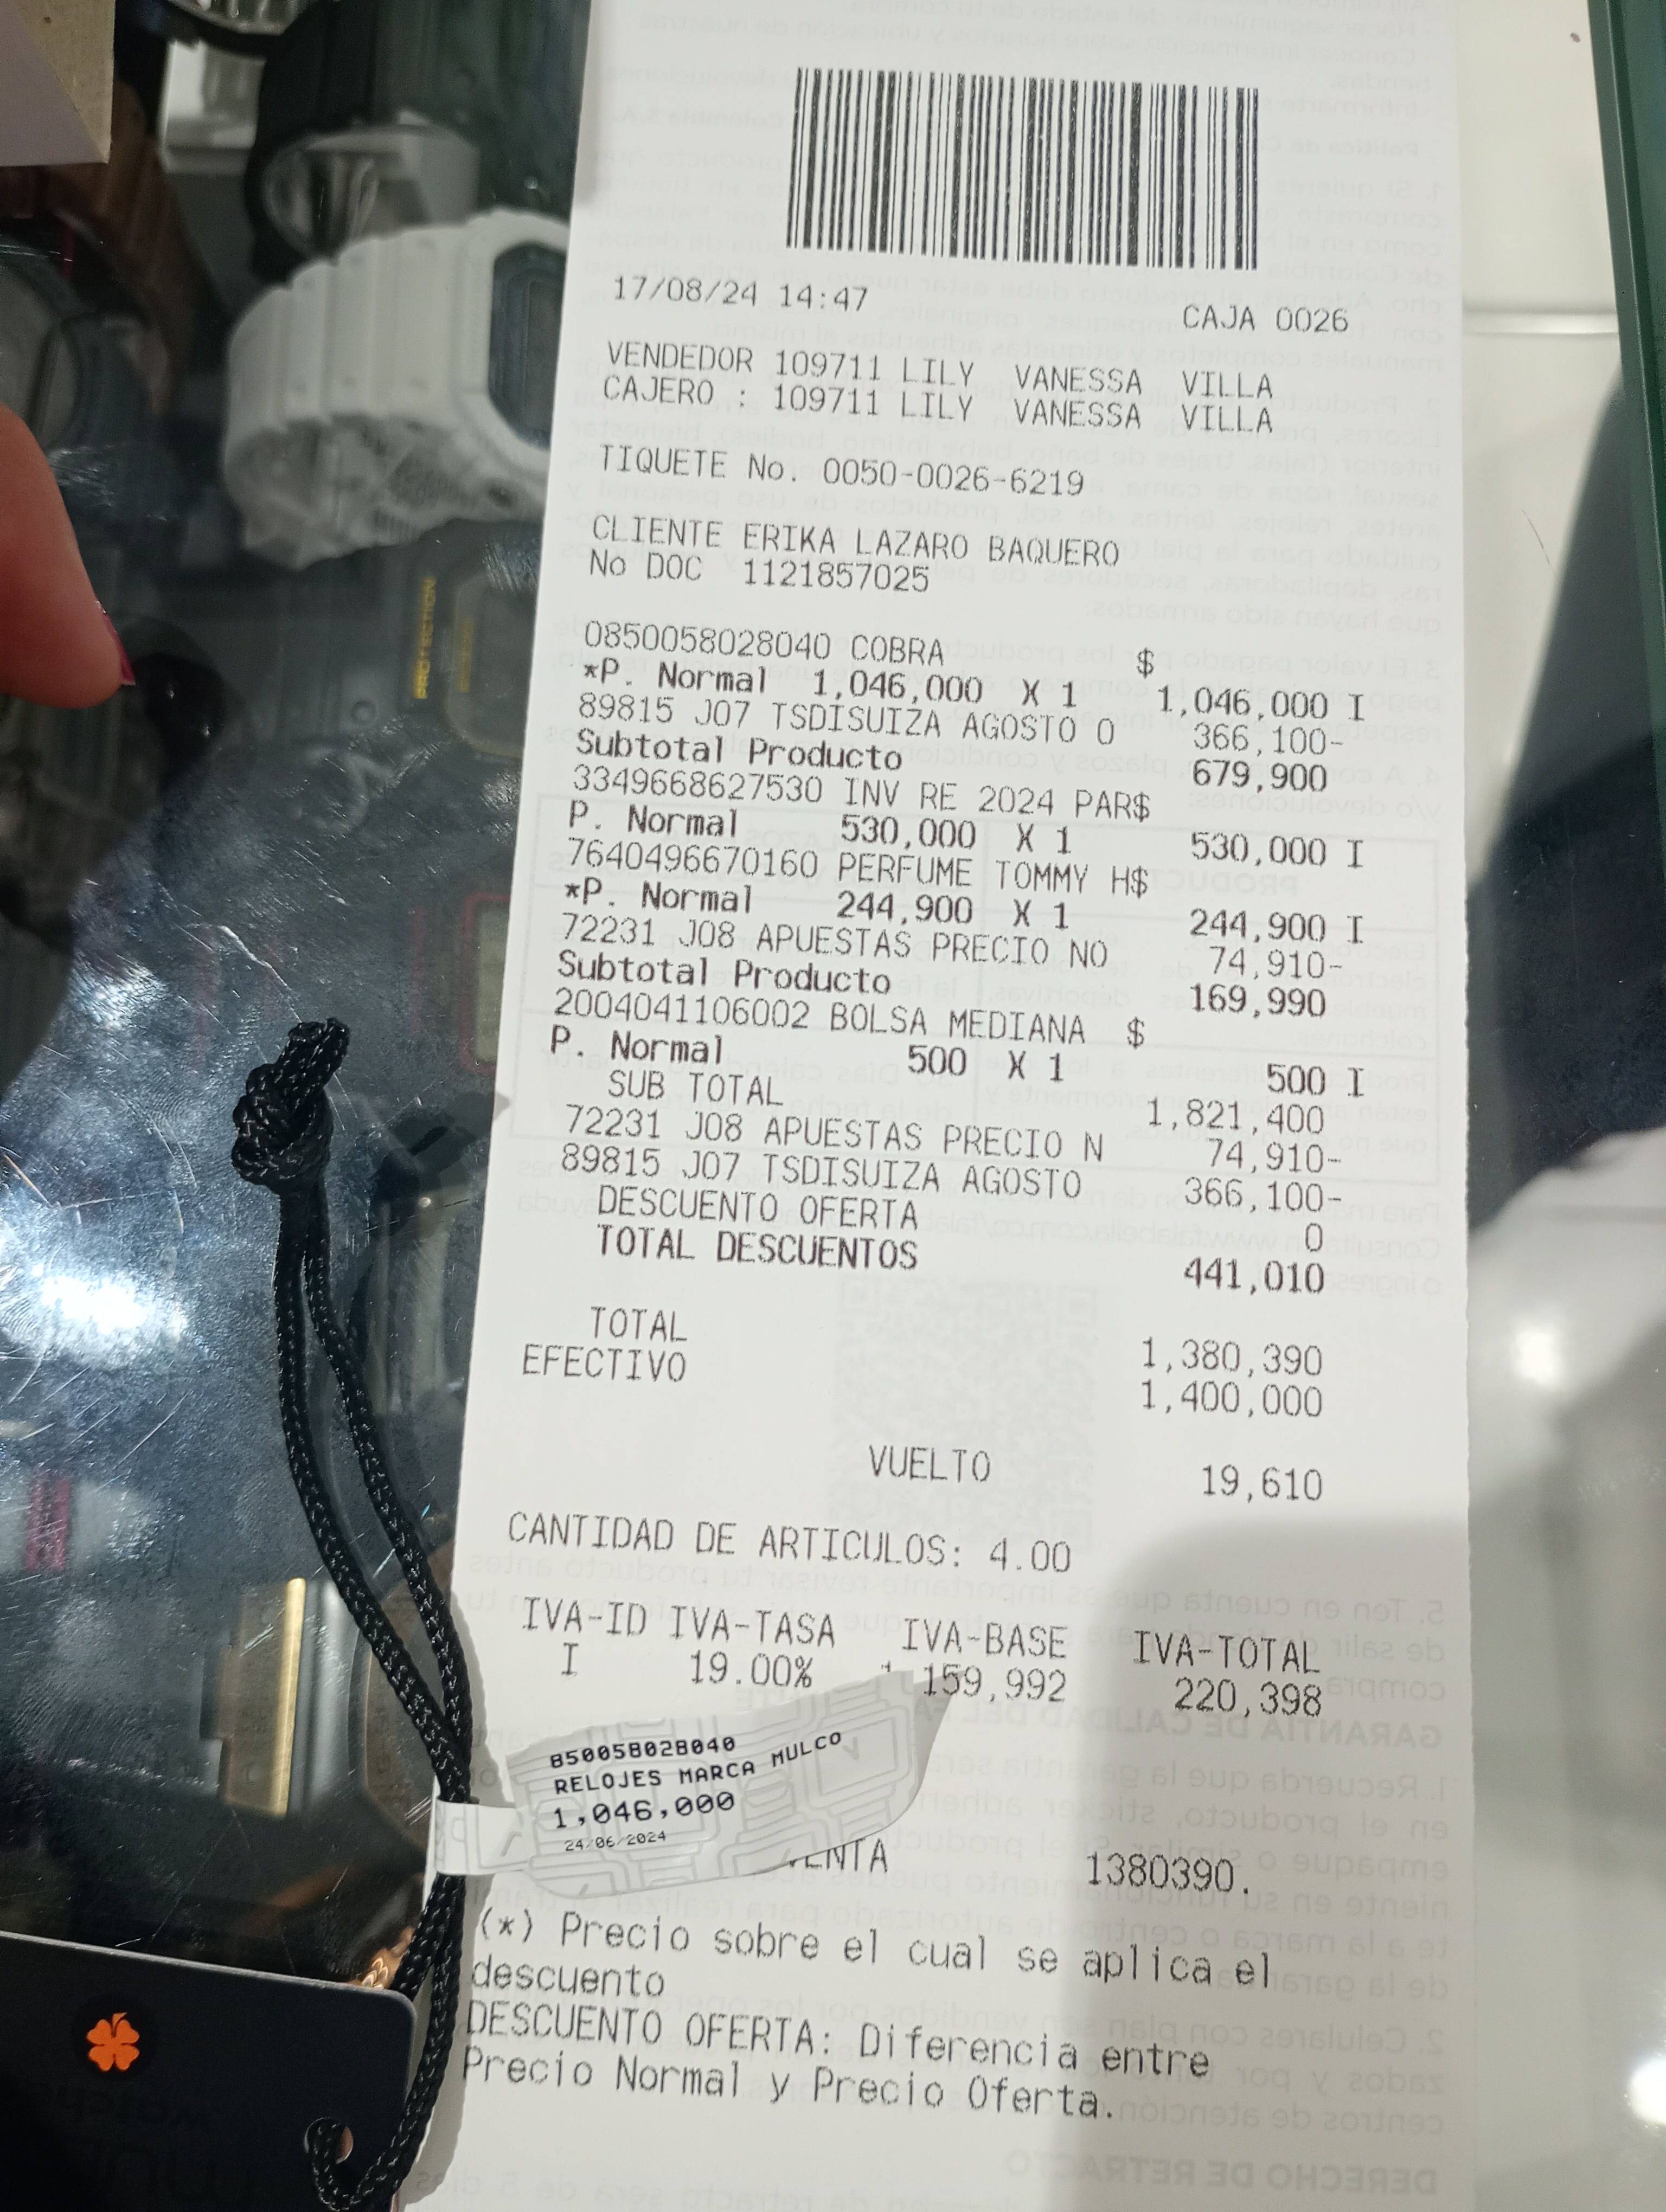 17/08/24 14:47
CAJA 0026
VENDEDOR 109711 LILY VANESSA VILLA
CAJERO : 109711 LILY VANESSA VILLA
TIQUETE No. 0050-0026-6219
CLIENTE ERIKA LAZARO BAQUERO
No DOC 1121857025
0850058028040 COBRA $
*P. Normal 1,046,000 X 1 1,046,000 I
89815 J07 TSDISUIZA AGOSTO O 366,100-
Subtotal Producto 679,900
3349668627530 INV RE 2024 PAR$
P. Normal 530,000 X 1 530,000 I
7640496670160 PERFUME TOMMY H$
*P. Normal 244,900 X 1 244,900 I
72231 J08 APUESTAS PRECIO NO 74,910-
Subtotal Producto 169,990
2004041106002 BOLSA MEDIANA $
P. Normal 500 X 1 500 I
SUB TOTAL 1,821,400
72231 J08 APUESTAS PRECIO N 74,910-
89815 J07 TSDISUIZA AGOSTO 366,100-
DESCUENTO OFERTA 0
TOTAL DESCUENTOS 441,010
TOTAL 1,380,390
EFECTIVO 1,400,000
VUELTO 19,610
CANTIDAD DE ARTICULOS: 4.00
IVA-ID IVA-TASA IVA-BASE IVA-TOTAL
I 19.00% 159,992 220,398
850058028040
RELOJES MARCA MULCO
1,046,000
24/06/2024
1380390.
(*) Precio sobre el cual se aplica el
descuento
DESCUENTO OFERTA: Diferencia entre
Precio Normal y Precio Oferta.
PROTECTION